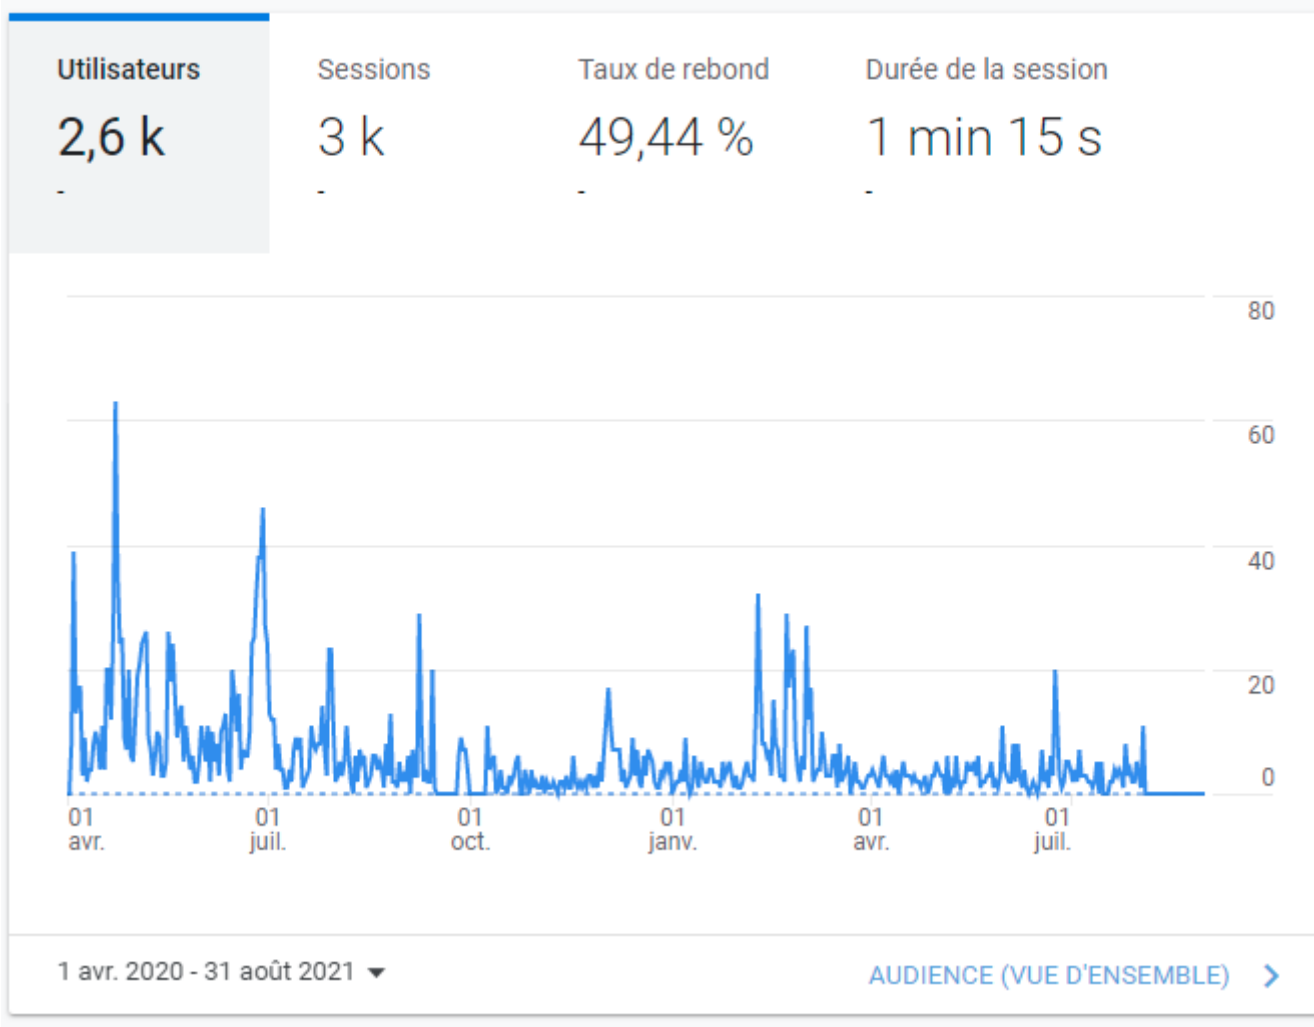 Utilisateurs Sessions Taux de rebond Durée de la session
2,6 k 3 k 49,44 % 1 min 15 s
- - - -
80
60
40
20
0
01 01 01 01 01 01
avr. juil. oct. janv. avr. juil.
1 avr. 2020 - 31 août 2021 AUDIENCE (VUE D'ENSEMBLE)